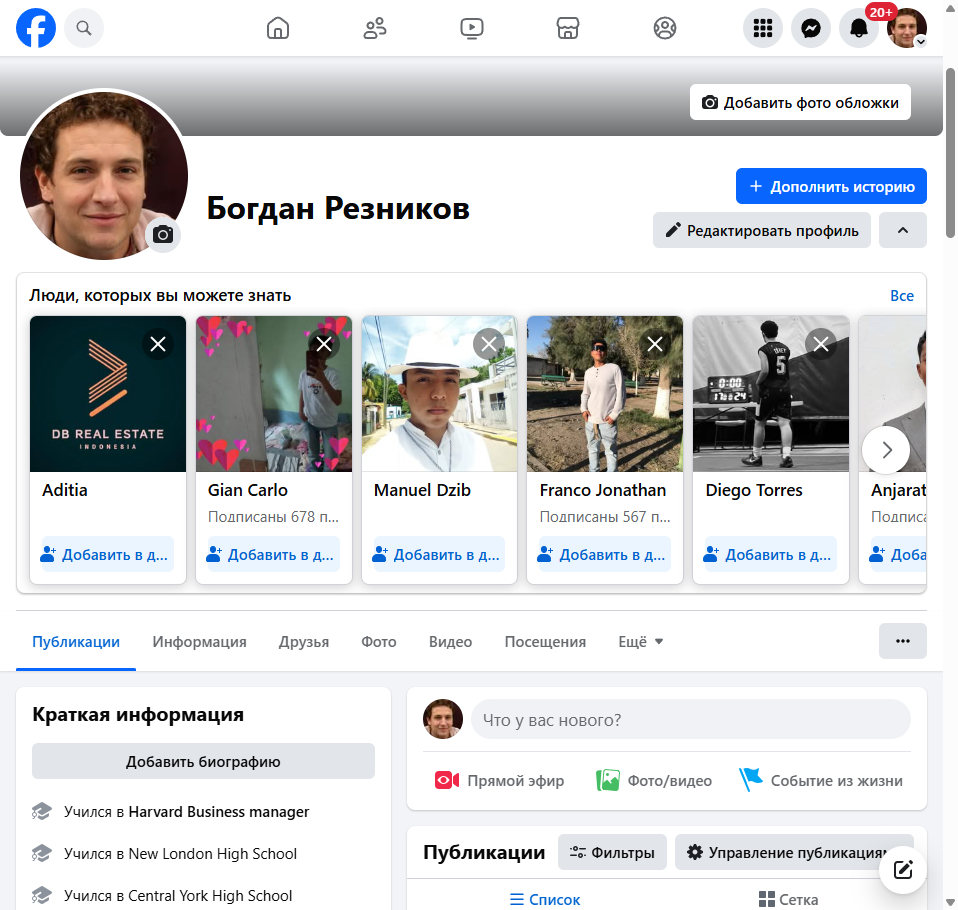 20+
Добавить фото обложки
Богдан Резников
Дополнить историю
Редактировать профиль
Люди, которых вы можете знать
Все
DB REAL ESTATE
INDONESIA
Aditia
Добавить в д...
Gian Carlo
Подписаны 678 п...
Добавить в д...
Manuel Dzib
Добавить в д...
Franco Jonathan
Подписаны 567 п...
Добавить в д...
5
0:00
Diego Torres
Добавить в д...
Публикации
Информация
Друзья
Фото
Видео
Посещения
Ещё
Краткая информация
Добавить биографию
Учился в Harvard Business manager
Учился в New London High School
Учился в Central York High School
Что у вас нового?
Прямой эфир
Фото/видео
Событие из жизни
Публикации
Фильтры
Управление
Список
Сетка